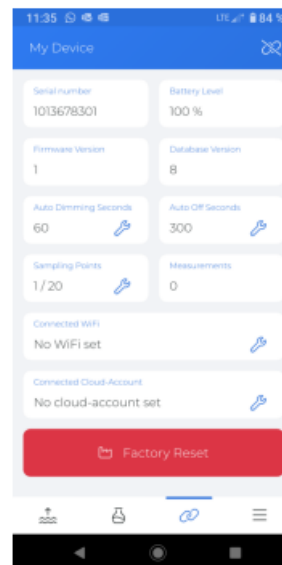 11:35 LTE 84 %
My Device
Serial number Battery Level
1013678301 100 %
Firmware Version Database Version
1 8
Auto Dimming Seconds Auto Off Seconds
60 300
Sampling Points Measurements
1 / 20 0
Connected WiFi
No WiFi set
Connected Cloud-Account
No cloud-account set
Factory Reset